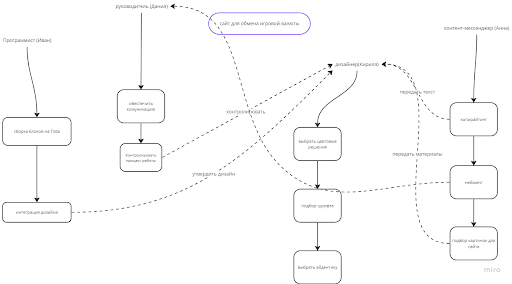 руководитель (Данил)
сайт для обмена игровой валюты
контент-мессенджер (Анна)
Программист (Иван)
дизайнер(Кирилл)
передать текст
обеспечить
комуникацию
контролировать
копирайтинг
сборка блоков на Tilda
выбрать цветовые
решения
Контролировать
процесс работы
передать материалы
утвердить дизайн
нейминг
интеграция дизайна
подбор шрифта
подбор картинок для
сайта
выбрать айдентику
miro